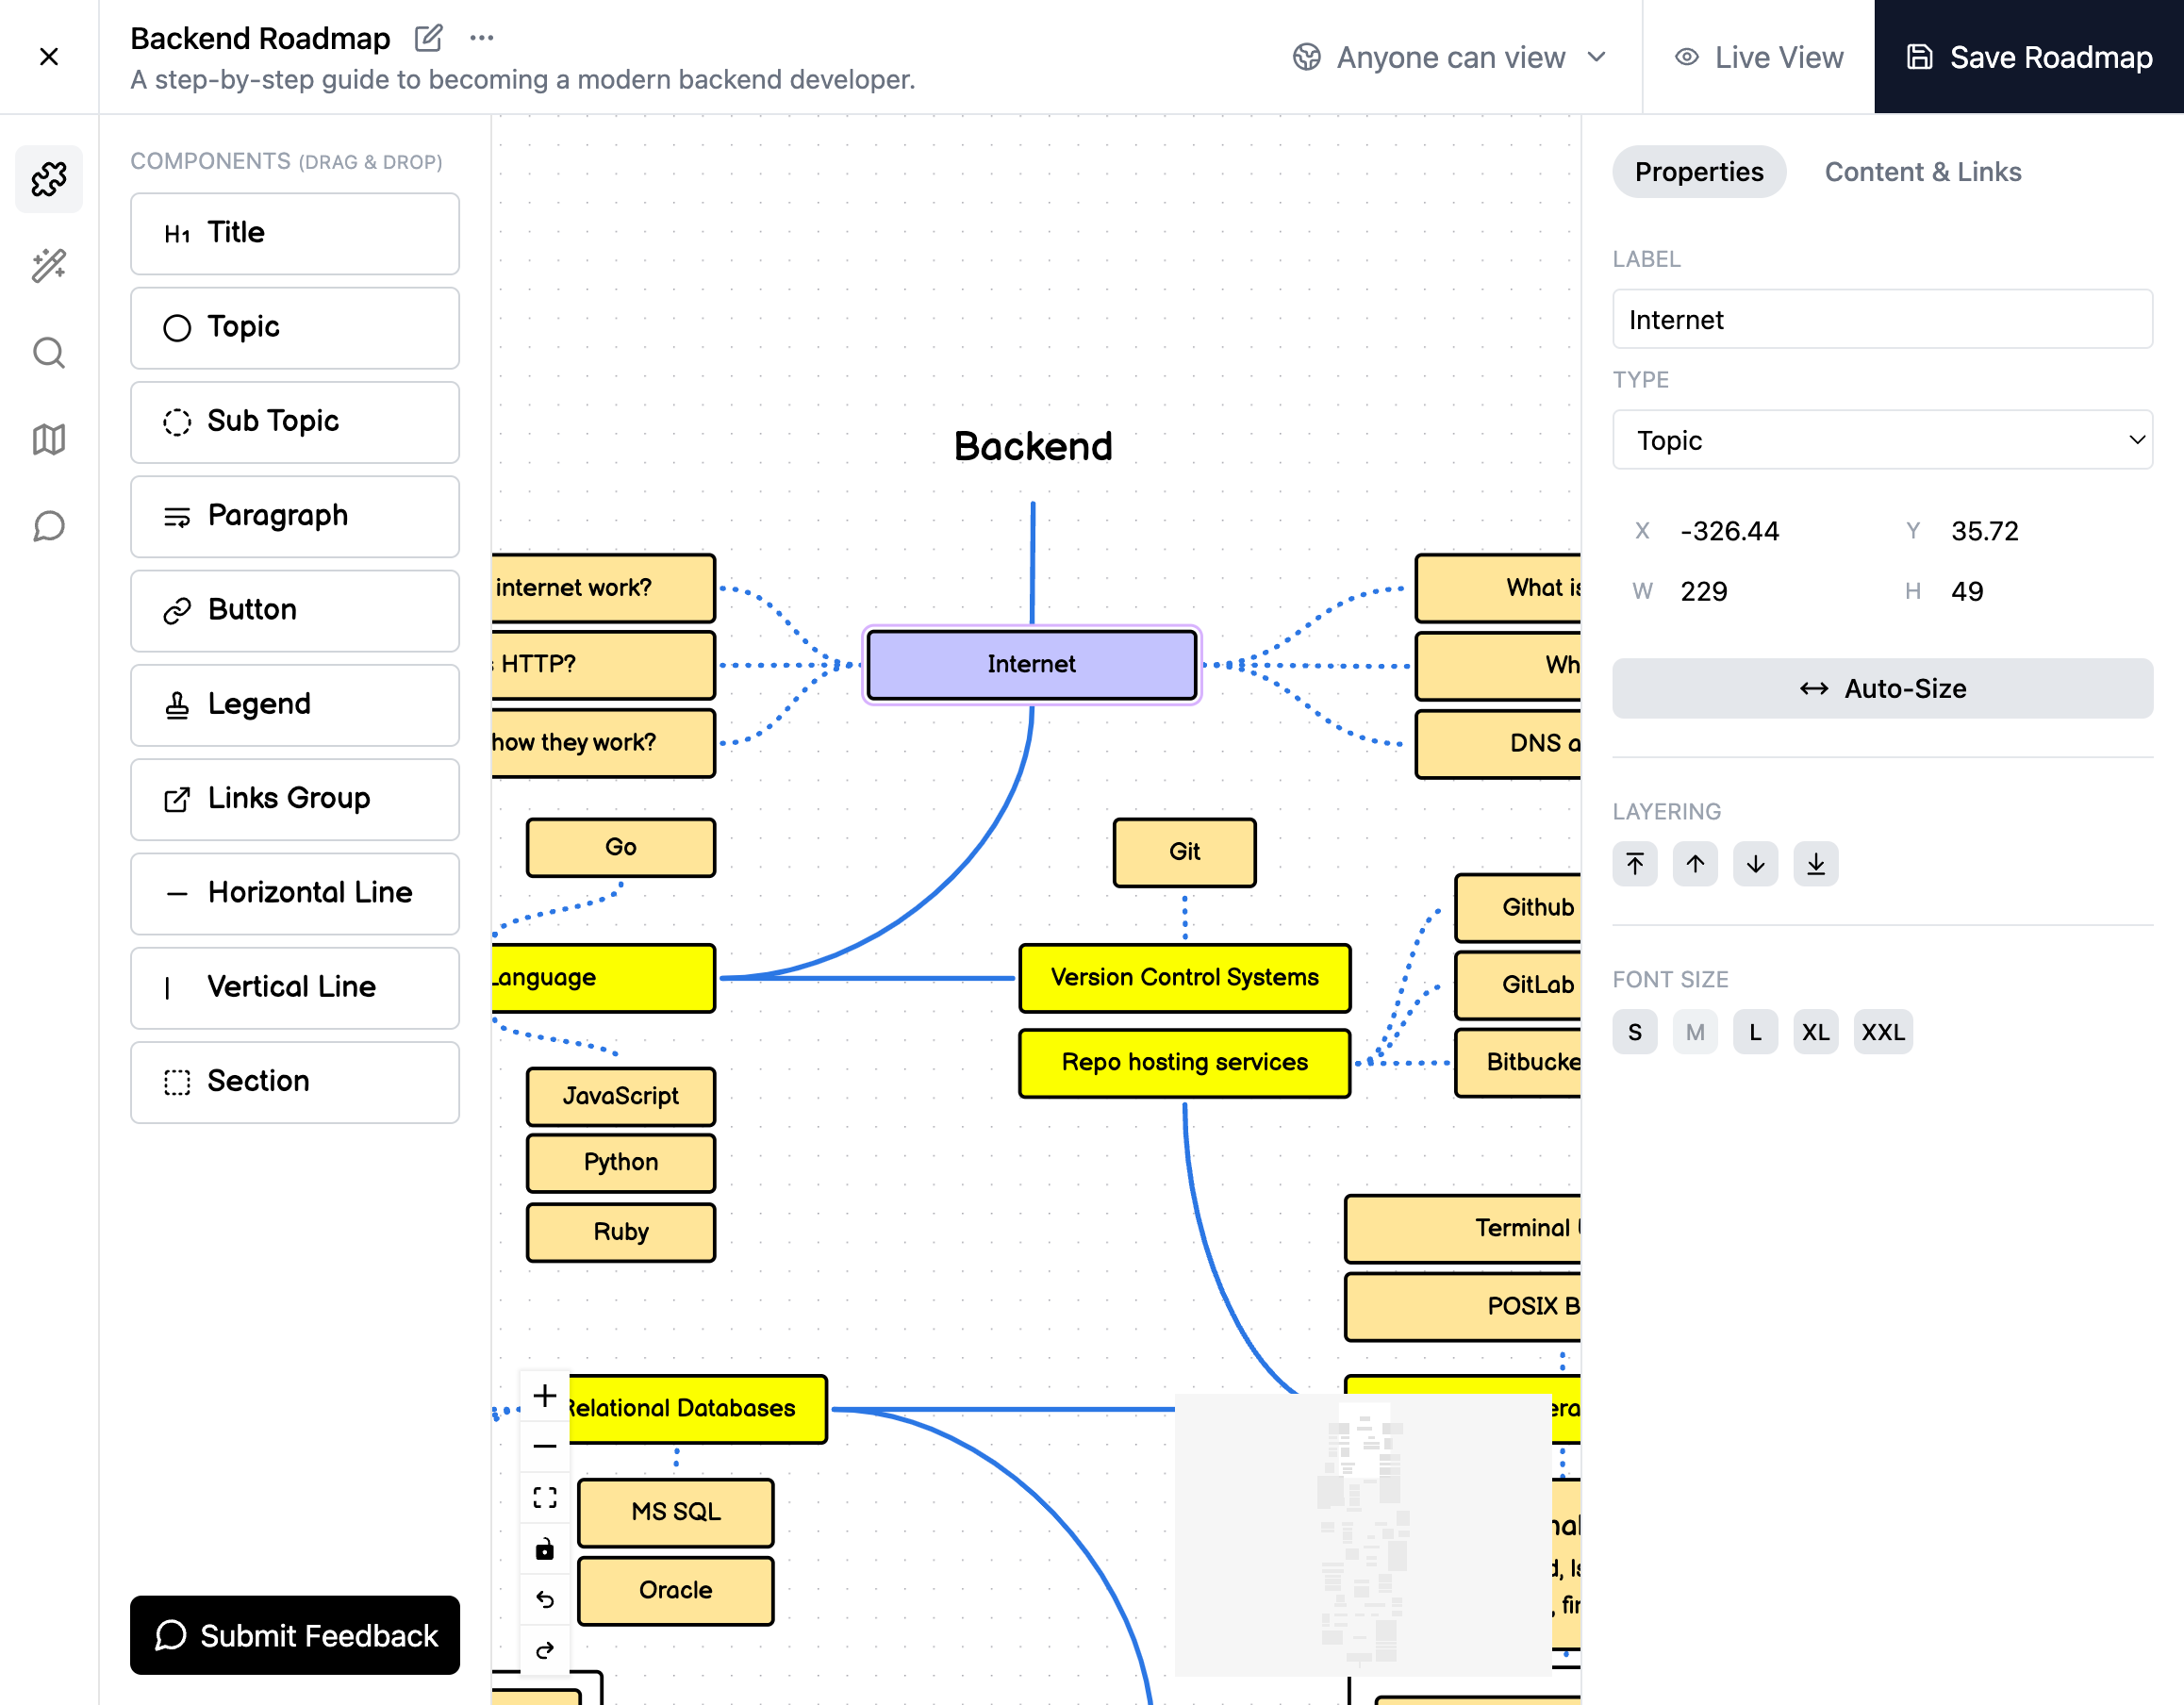 Backend Roadmap
A step-by-step guide to becoming a modern backend developer.
Anyone can view
Live View
Save Roadmap
COMPONENTS (DRAG & DROP)
H1 Title
Topic
Sub Topic
Paragraph
Button
Legend
Links Group
Horizontal Line
Vertical Line
Section
Submit Feedback
Backend
internet work?
HTTP?
how they work?
Internet
What is
Wh
DNS a
Go
Git
Github
GitLab
Bitbucke
Language
Version Control Systems
Repo hosting services
JavaScript
Python
Ruby
Terminal
POSIX B
Relational Databases
era
MS SQL
Oracle
Properties
Content & Links
LABEL
Internet
TYPE
Topic
X -326.44
Y 35.72
W 229
H 49
Auto-Size
LAYERING
FONT SIZE
S M L XL XXL